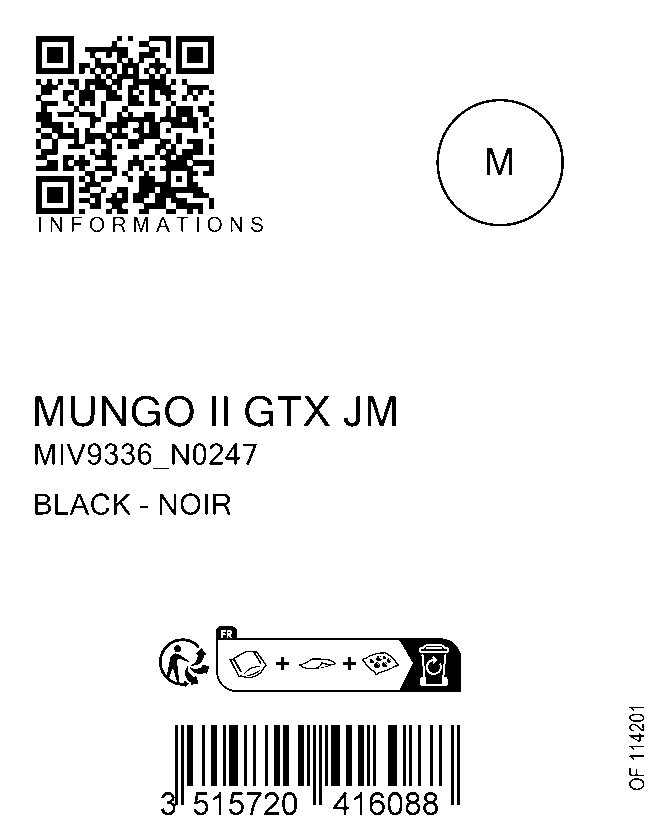 INFORMATIONS
M
MUNGO II GTX JM
MIV9336_N0247
BLACK - NOIR
FR
3 515720 416088
OF 114201